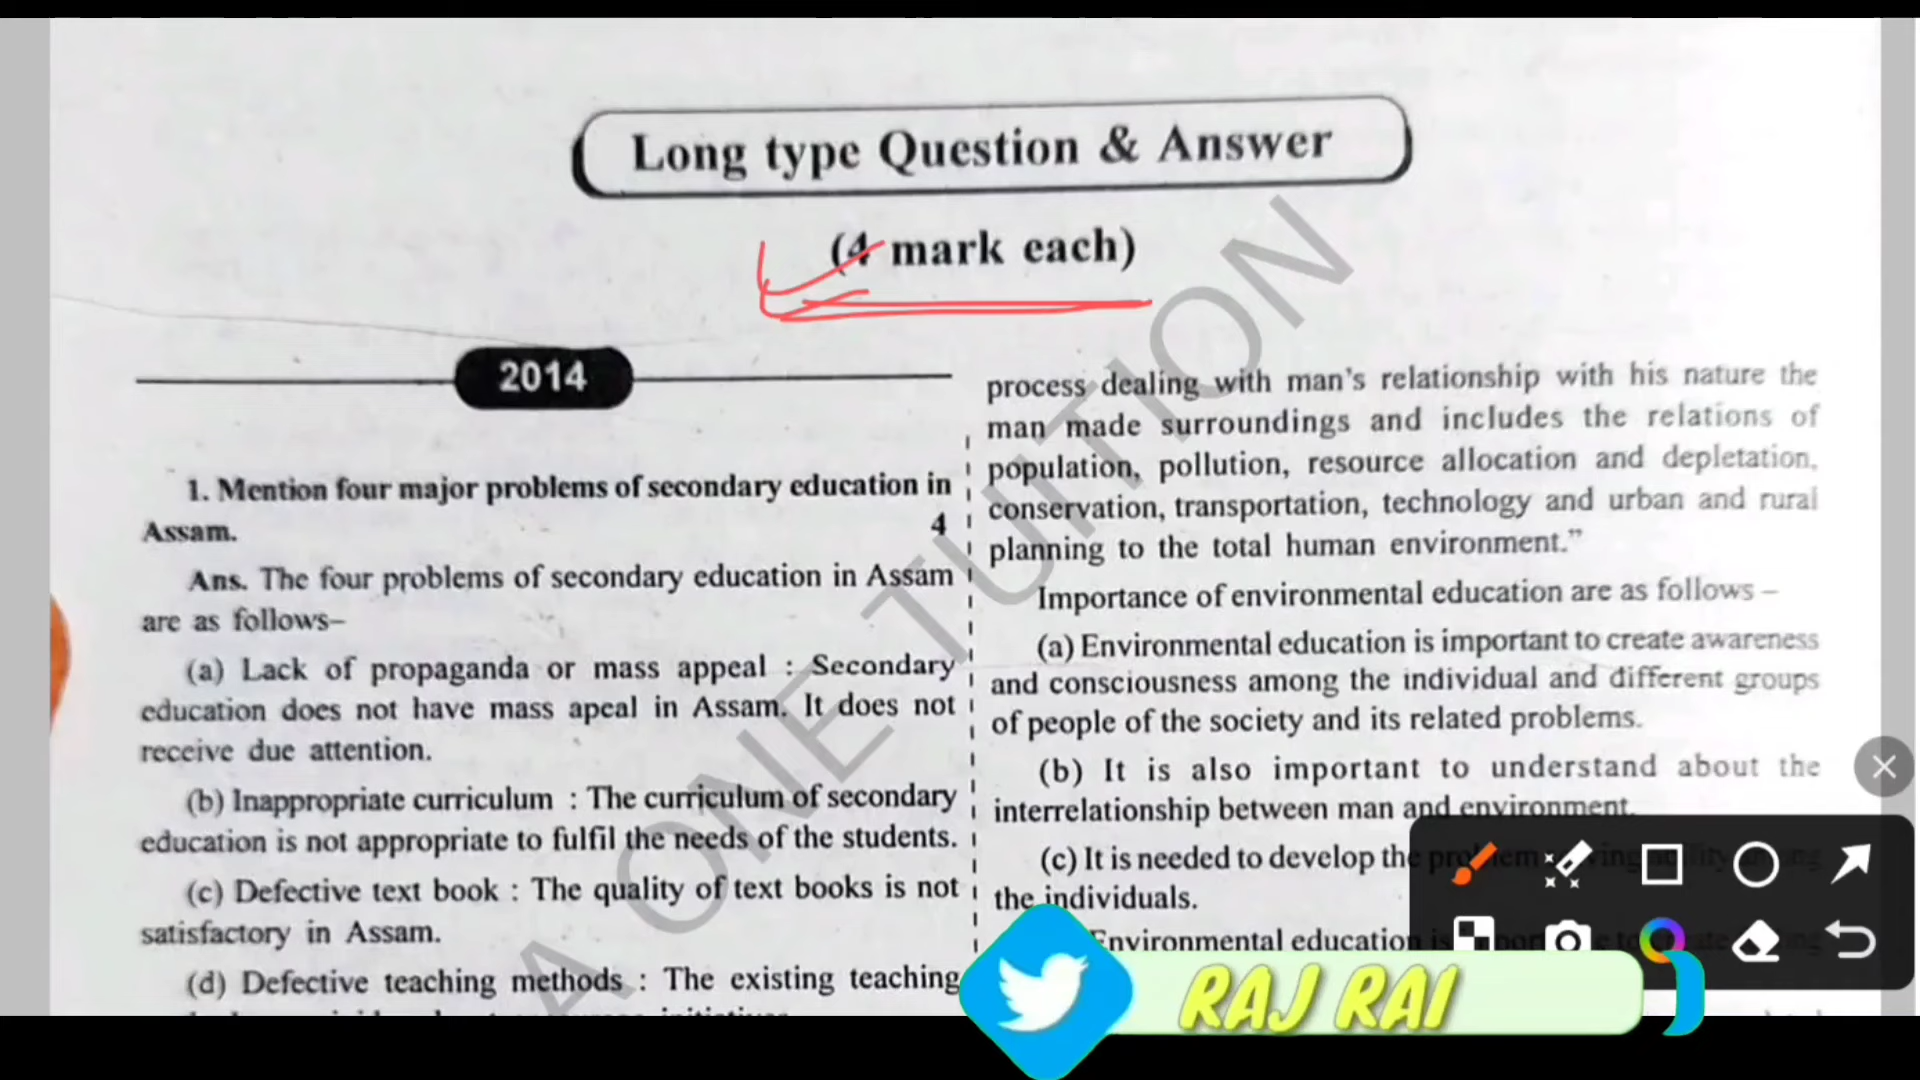 Long type Question & Answer
(4 mark each)
2014
1. Mention four major problems of secondary education in
Assam. 4
Ans. The four problems of secondary education in Assam
are as follows–
(a) Lack of propaganda or mass appeal : Secondary
education does not have mass apeal in Assam. It does not
receive due attention.
(b) Inappropriate curriculum : The curriculum of secondary
education is not appropriate to fulfil the needs of the students.
(c) Defective text book : The quality of text books is not
satisfactory in Assam.
(d) Defective teaching methods : The existing teaching
process dealing with man's relationship with his nature the
man made surroundings and includes the relations of
population, pollution, resource allocation and depletation,
conservation, transportation, technology and urban and rural
planning to the total human environment.”
Importance of environmental education are as follows –
(a) Environmental education is important to create awareness
and consciousness among the individual and different groups
of people of the society and its related problems.
(b) It is also important to understand about the
interrelationship between man and environment.
(c) It is needed to develop the
the individuals.
Environmental education
A ONE TUITION
RAJ RAI